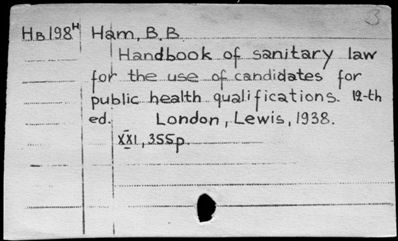 3
HB198H Ham, B.B.
Handbook of sanitary law
for the use of candidates for
public health qualifications. 12-th
ed. London, Lewis, 1938.
XXI, 355p.